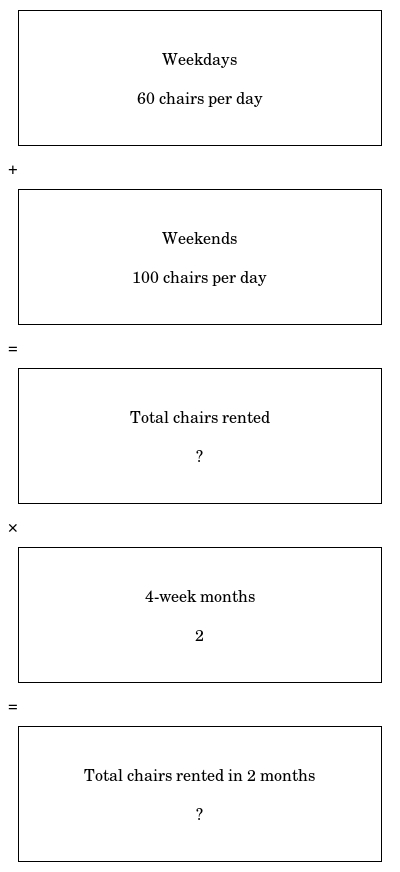 Weekdays
60 chairs per day
+
Weekends
100 chairs per day
=
Total chairs rented
?
×
4-week months
2
=
Total chairs rented in 2 months
?